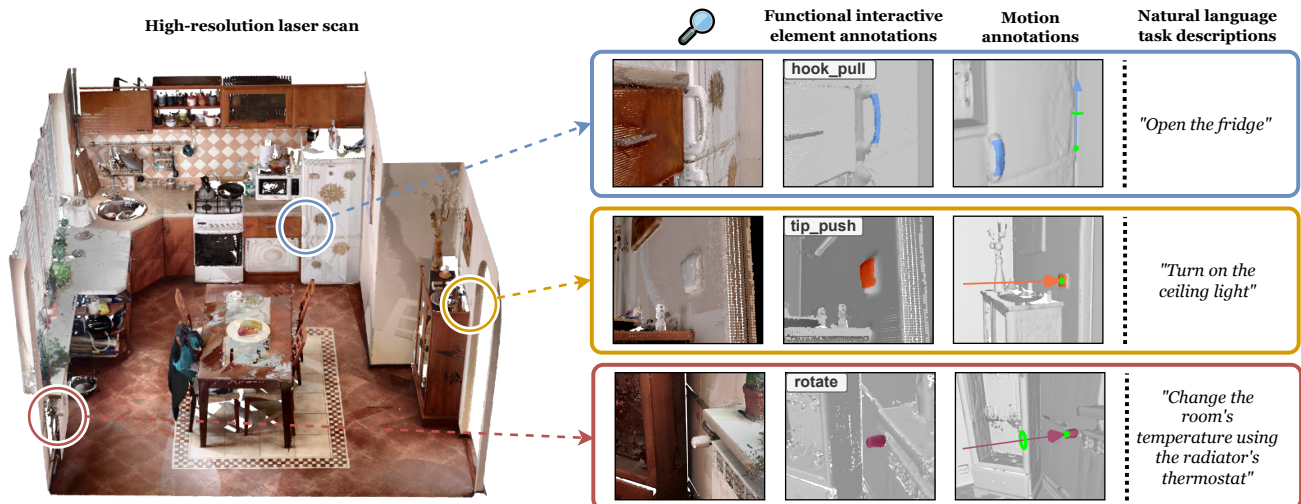 High-resolution laser scan
Functional interactive
element annotations
Motion
annotations
Natural language
task descriptions
hook_pull
"Open the fridge"
tip_push
"Turn on the
ceiling light"
rotate
"Change the
room's
temperature using
the radiator's
thermostat"